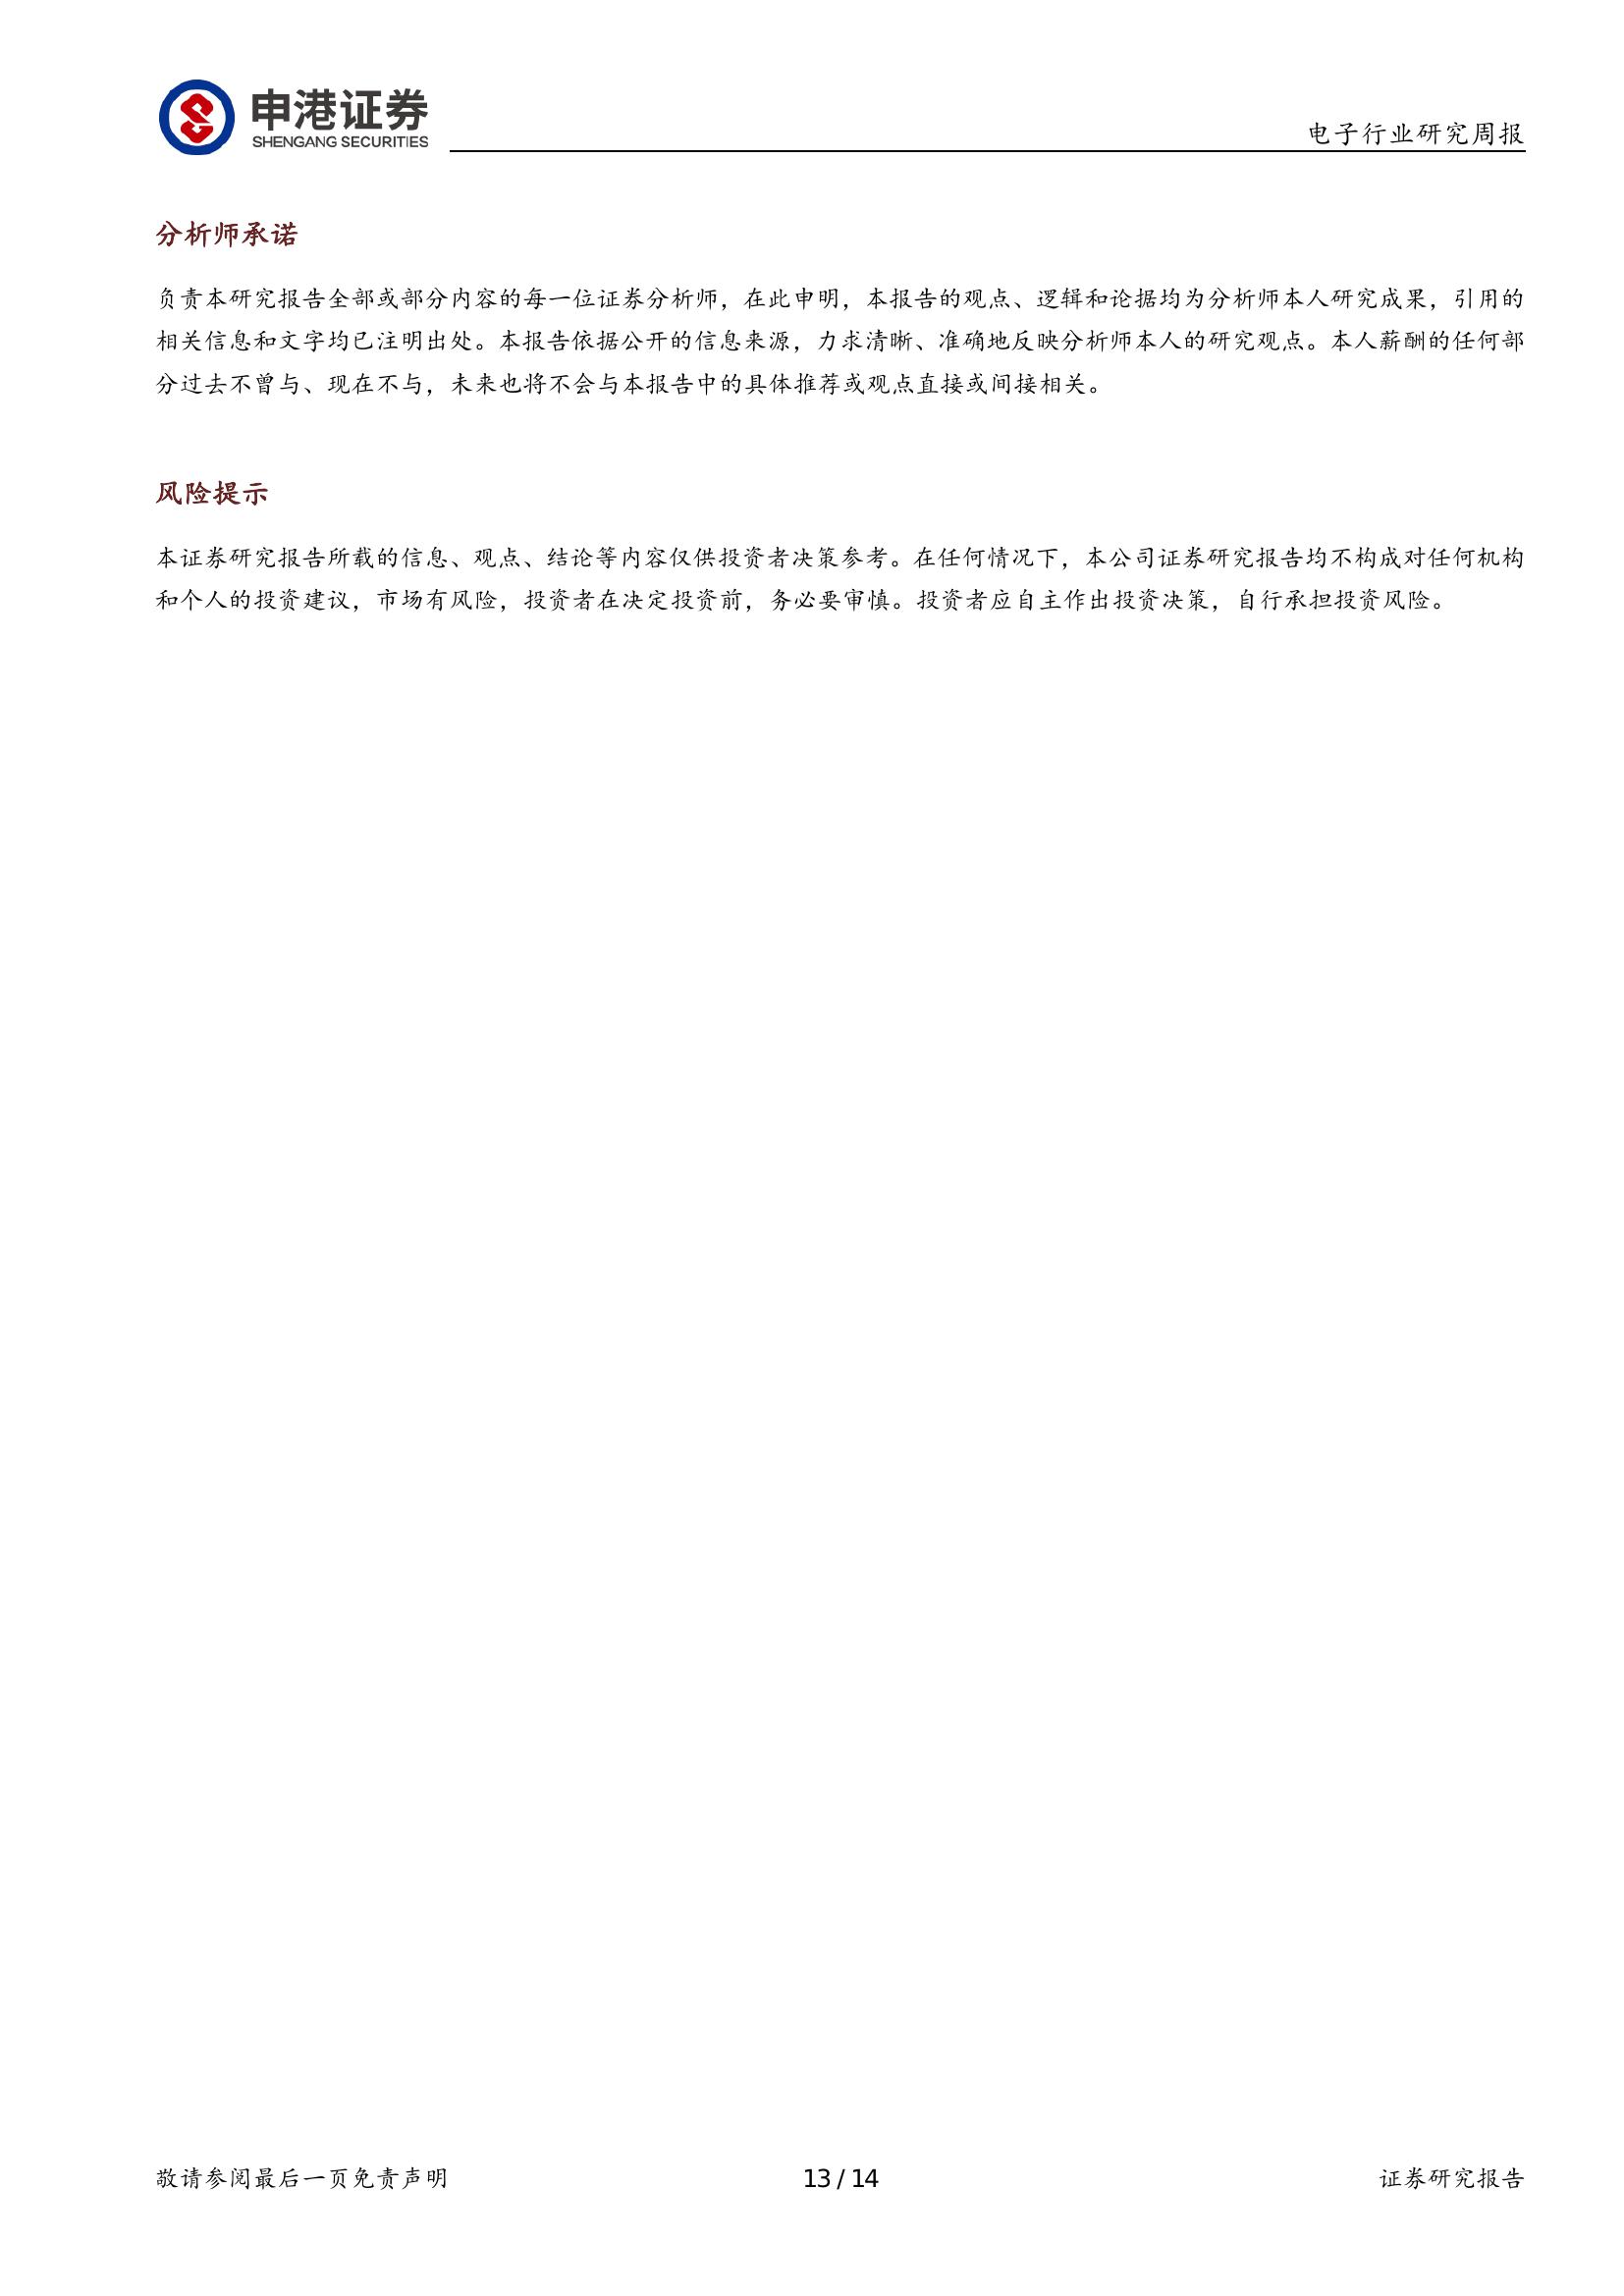 申港证券
SHENGANG SECURITIES
电子行业研究周报
分析师承诺
负责本研究报告全部或部分内容的每一位证券分析师，在此申明，本报告的观点、逻辑和论据均为分析师本人研究成果，引用的
相关信息和文字均已注明出处。本报告依据公开的信息来源，力求清晰、准确地反映分析师本人的研究观点。本人薪酬的任何部
分过去不曾与、现在不与，未来也将不会与本报告中的具体推荐或观点直接或间接相关。
风险提示
本证券研究报告所载的信息、观点、结论等内容仅供投资者决策参考。在任何情况下，本公司证券研究报告均不构成对任何机构
和个人的投资建议，市场有风险，投资者在决定投资前，务必要审慎。投资者应自主作出投资决策，自行承担投资风险。
敬请参阅最后一页免责声明
13 / 14
证券研究报告